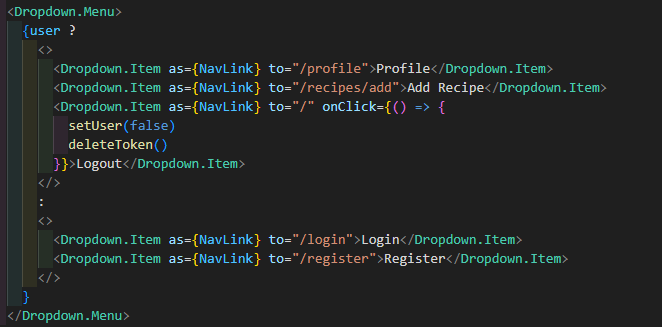 <Dropdown.Menu>
  {user ?
    <>
      <Dropdown.Item as={NavLink} to="/profile">Profile</Dropdown.Item>
      <Dropdown.Item as={NavLink} to="/recipes/add">Add Recipe</Dropdown.Item>
      <Dropdown.Item as={NavLink} to="/" onClick={() => {
        setUser(false)
        deleteToken()
      }}>Logout</Dropdown.Item>
    </>
    :
    <>
      <Dropdown.Item as={NavLink} to="/login">Login</Dropdown.Item>
      <Dropdown.Item as={NavLink} to="/register">Register</Dropdown.Item>
    </>
  }
</Dropdown.Menu>